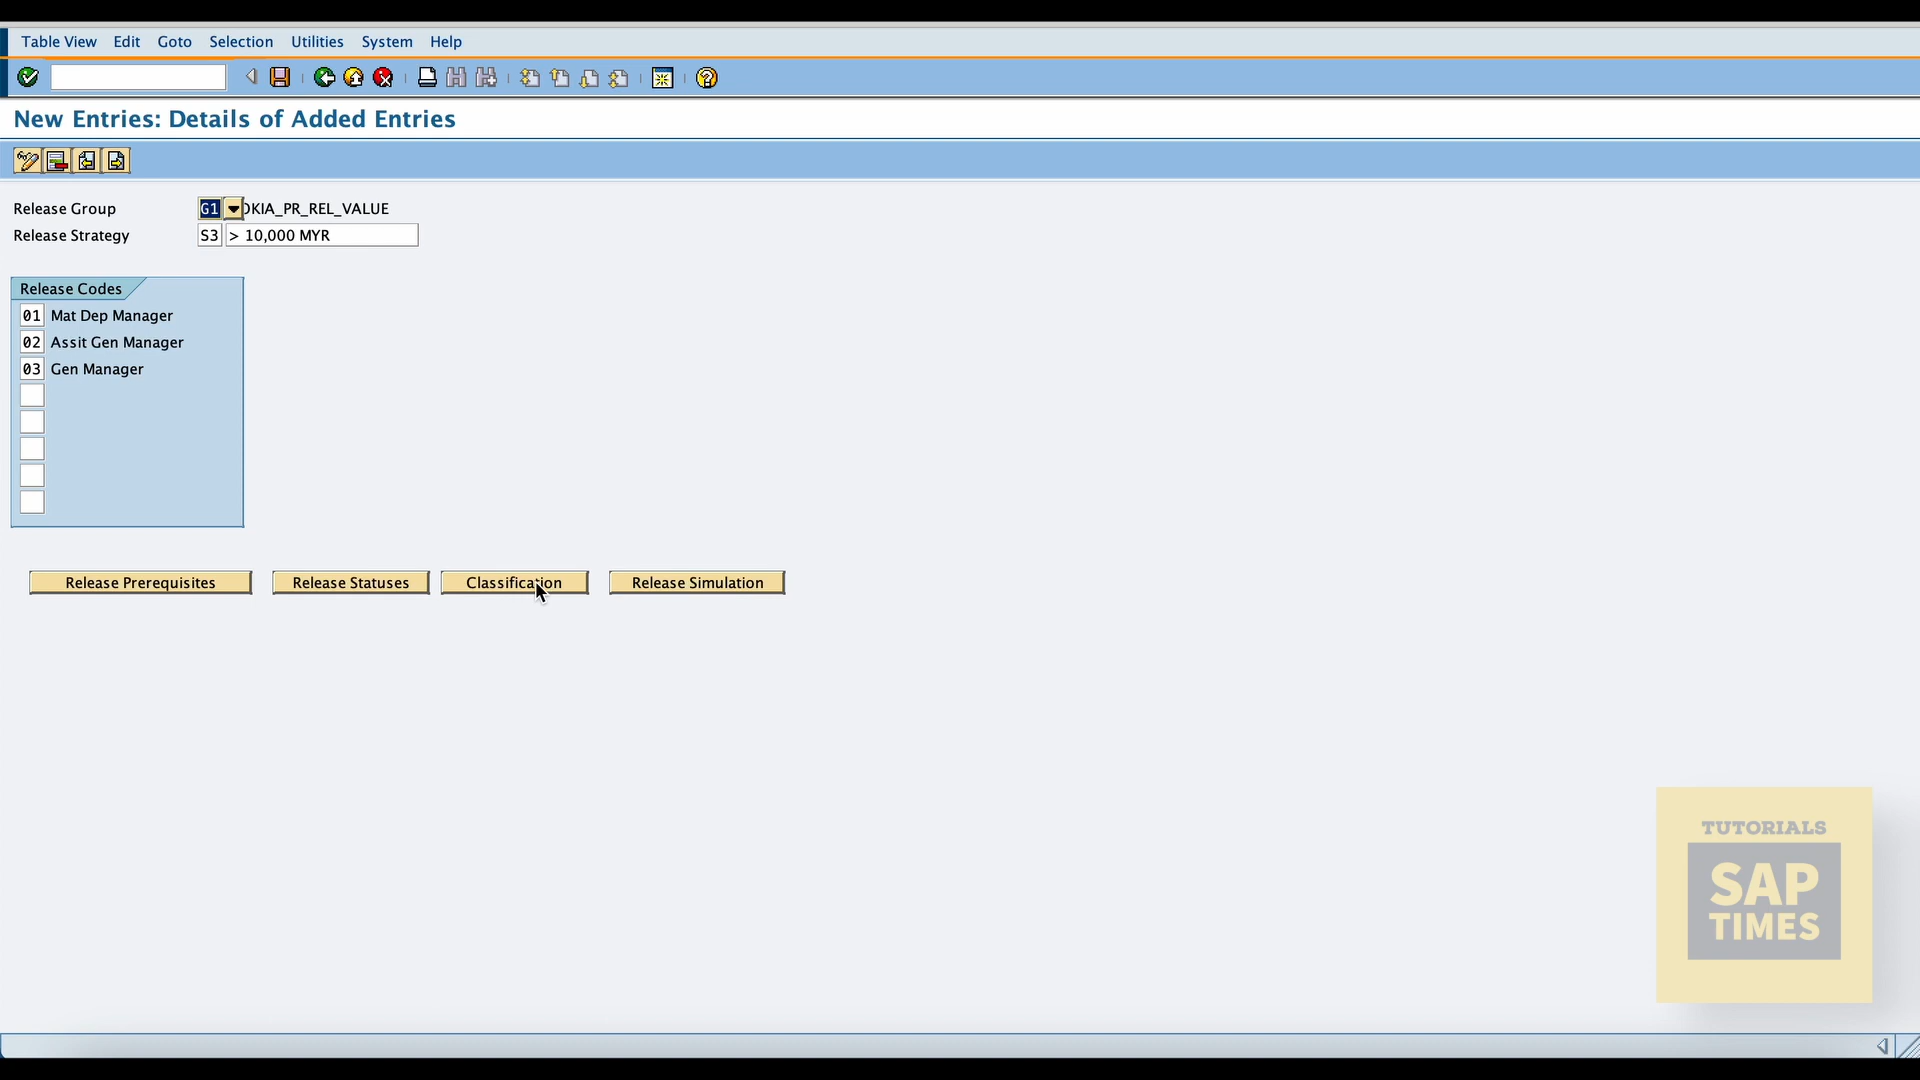 Table View Edit Goto Selection Utilities System Help
New Entries: Details of Added Entries
Release Group G1 OKIA_PR_REL_VALUE
Release Strategy S3 > 10,000 MYR
Release Codes
01 Mat Dep Manager
02 Assit Gen Manager
03 Gen Manager
Release Prerequisites Release Statuses Classification Release Simulation
TUTORIALS
SAP
TIMES